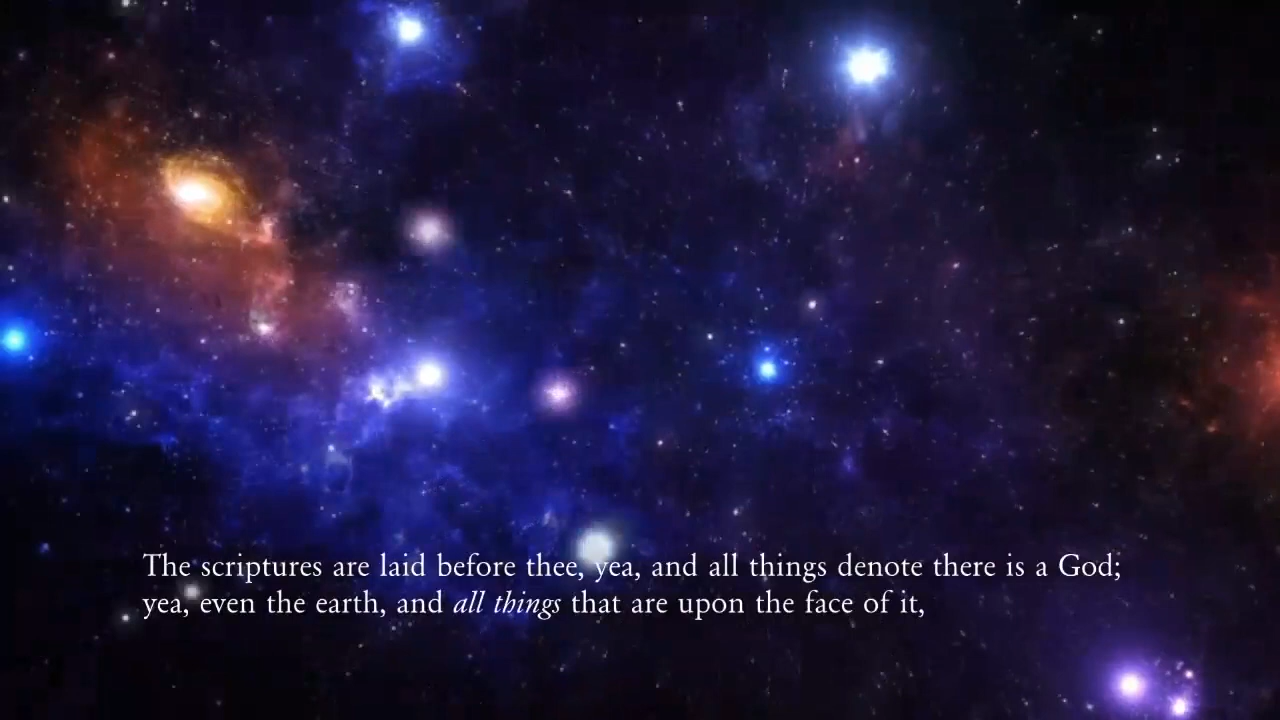 The scriptures are laid before thee, yea, and all things denote there is a God;
yea, even the earth, and all things that are upon the face of it,